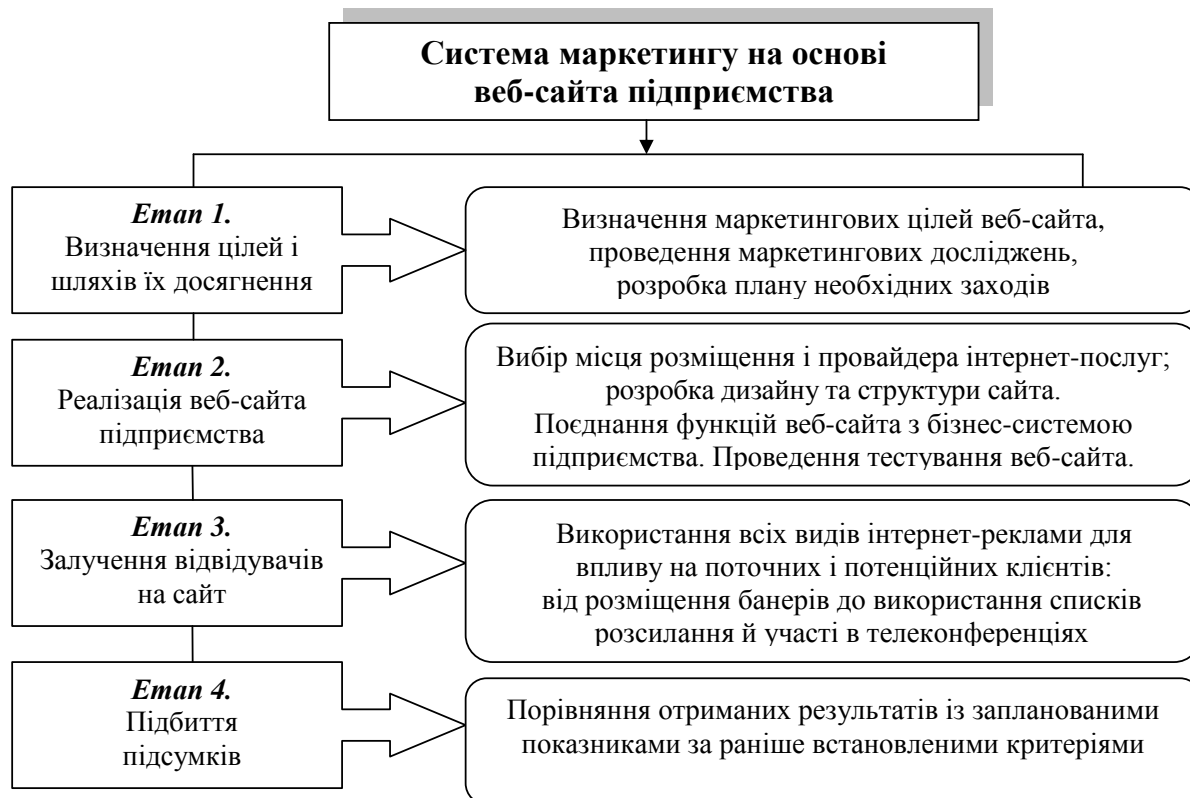 Система маркетингу на основі
веб-сайта підприємства
Етап 1.
Визначення цілей і
шляхів їх досягнення
Визначення маркетингових цілей веб-сайта,
проведення маркетингових досліджень,
розробка плану необхідних заходів
Етап 2.
Реалізація веб-сайта
підприємства
Вибір місця розміщення і провайдера інтернет-послуг;
розробка дизайну та структури сайта.
Поєднання функцій веб-сайта з бізнес-системою
підприємства. Проведення тестування веб-сайта.
Етап 3.
Залучення відвідувачів
на сайт
Використання всіх видів інтернет-реклами для
впливу на поточних і потенційних клієнтів:
від розміщення банерів до використання списків
розсилання й участі в телеконференціях
Етап 4.
Підбиття
підсумків
Порівняння отриманих результатів із запланованими
показниками за раніше встановленими критеріями